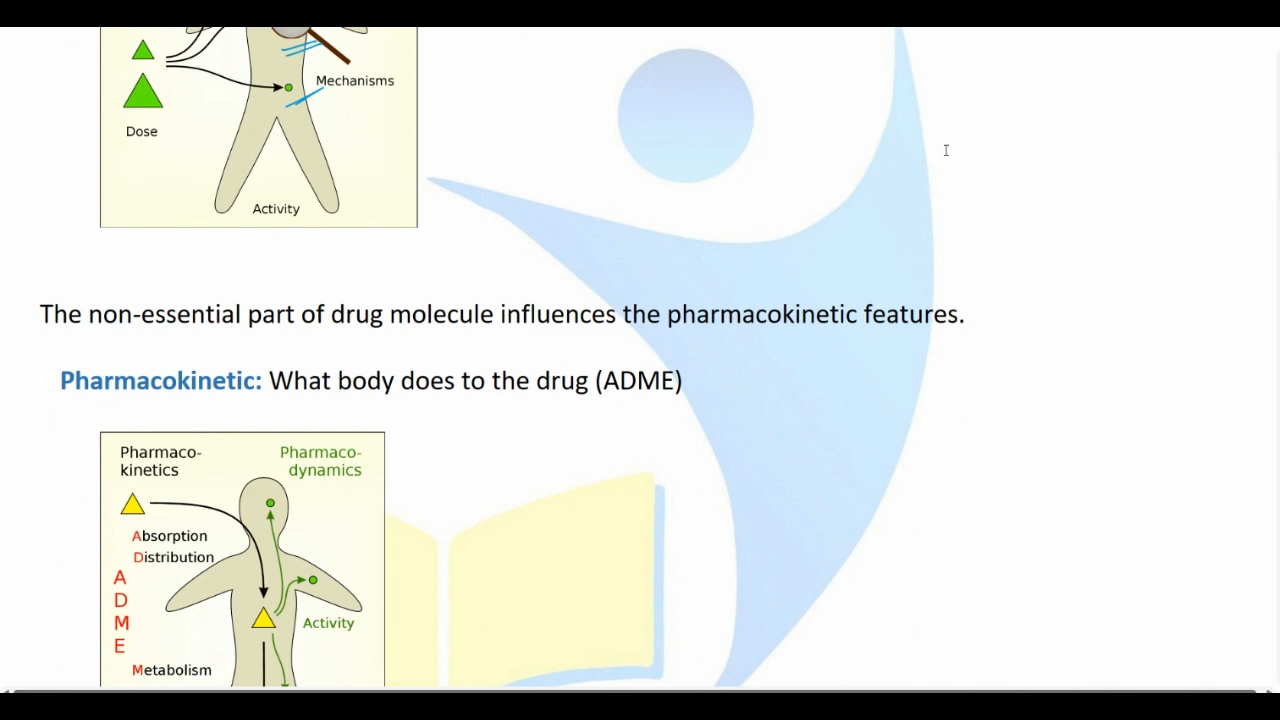 Mechanisms
Dose
Activity
The non-essential part of drug molecule influences the pharmacokinetic features.
Pharmacokinetic: What body does to the drug (ADME)
Pharmaco-
kinetics
Pharmaco-
dynamics
Absorption
Distribution
A
D
M
E
Activity
Metabolism